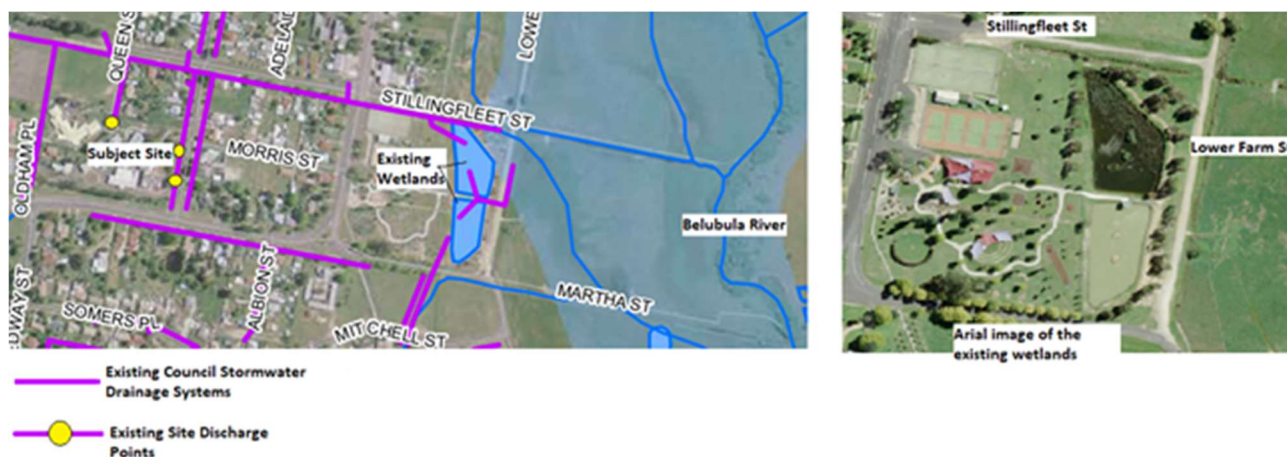 QUEEN S
ADELAID
LOWE
STILLINGFLEET ST
OLDHAM PL
Subject Site
MORRIS ST
Existing
Wetlands
Belubula River
DWAY ST
ALBION ST
SOMERS PL
MITCHELL ST
MARTHA ST
Existing Council Stormwater
Drainage Systems
Existing Site Discharge
Points
Stillingfleet St
Lower Farm S
Arial image of the
existing wetlands